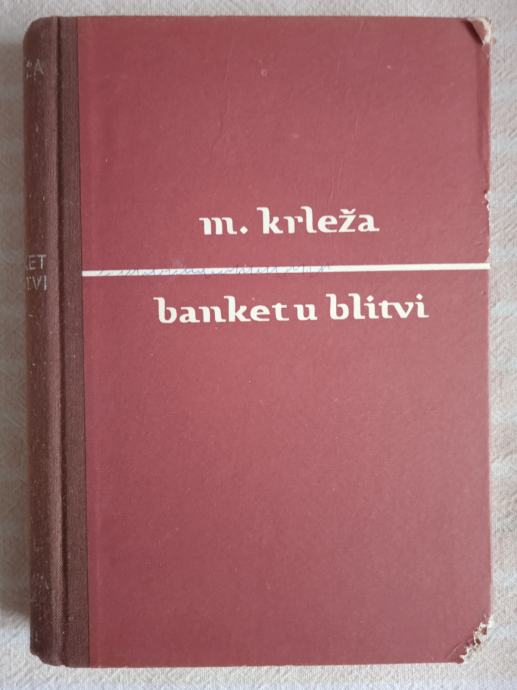 m. krleža
banket u blitvi